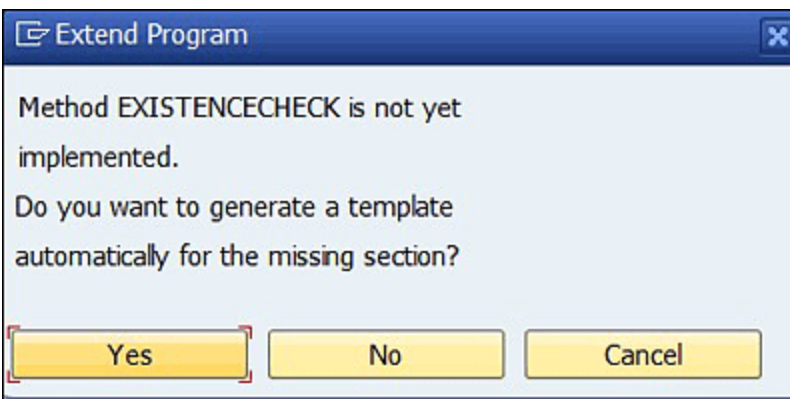 Extend Program
Method EXISTENCECHECK is not yet
implemented.
Do you want to generate a template
automatically for the missing section?
Yes No Cancel